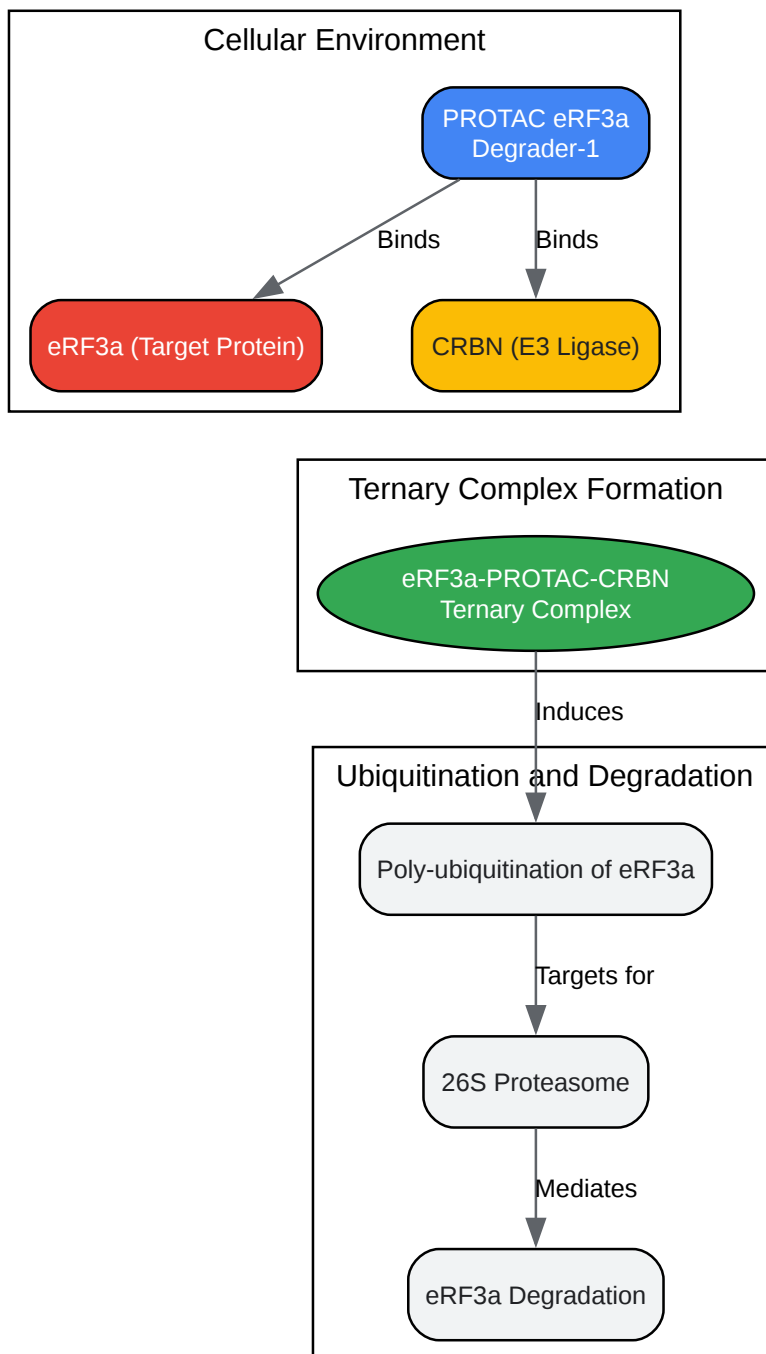 Cellular Environment
PROTAC eRF3a
Degrader-1
Binds
Binds
eRF3a (Target Protein)
CRBN (E3 Ligase)
Ternary Complex Formation
eRF3a-PROTAC-CRBN
Ternary Complex
Induces
Ubiquitination and Degradation
Poly-ubiquitination of eRF3a
Targets for
26S Proteasome
Mediates
eRF3a Degradation